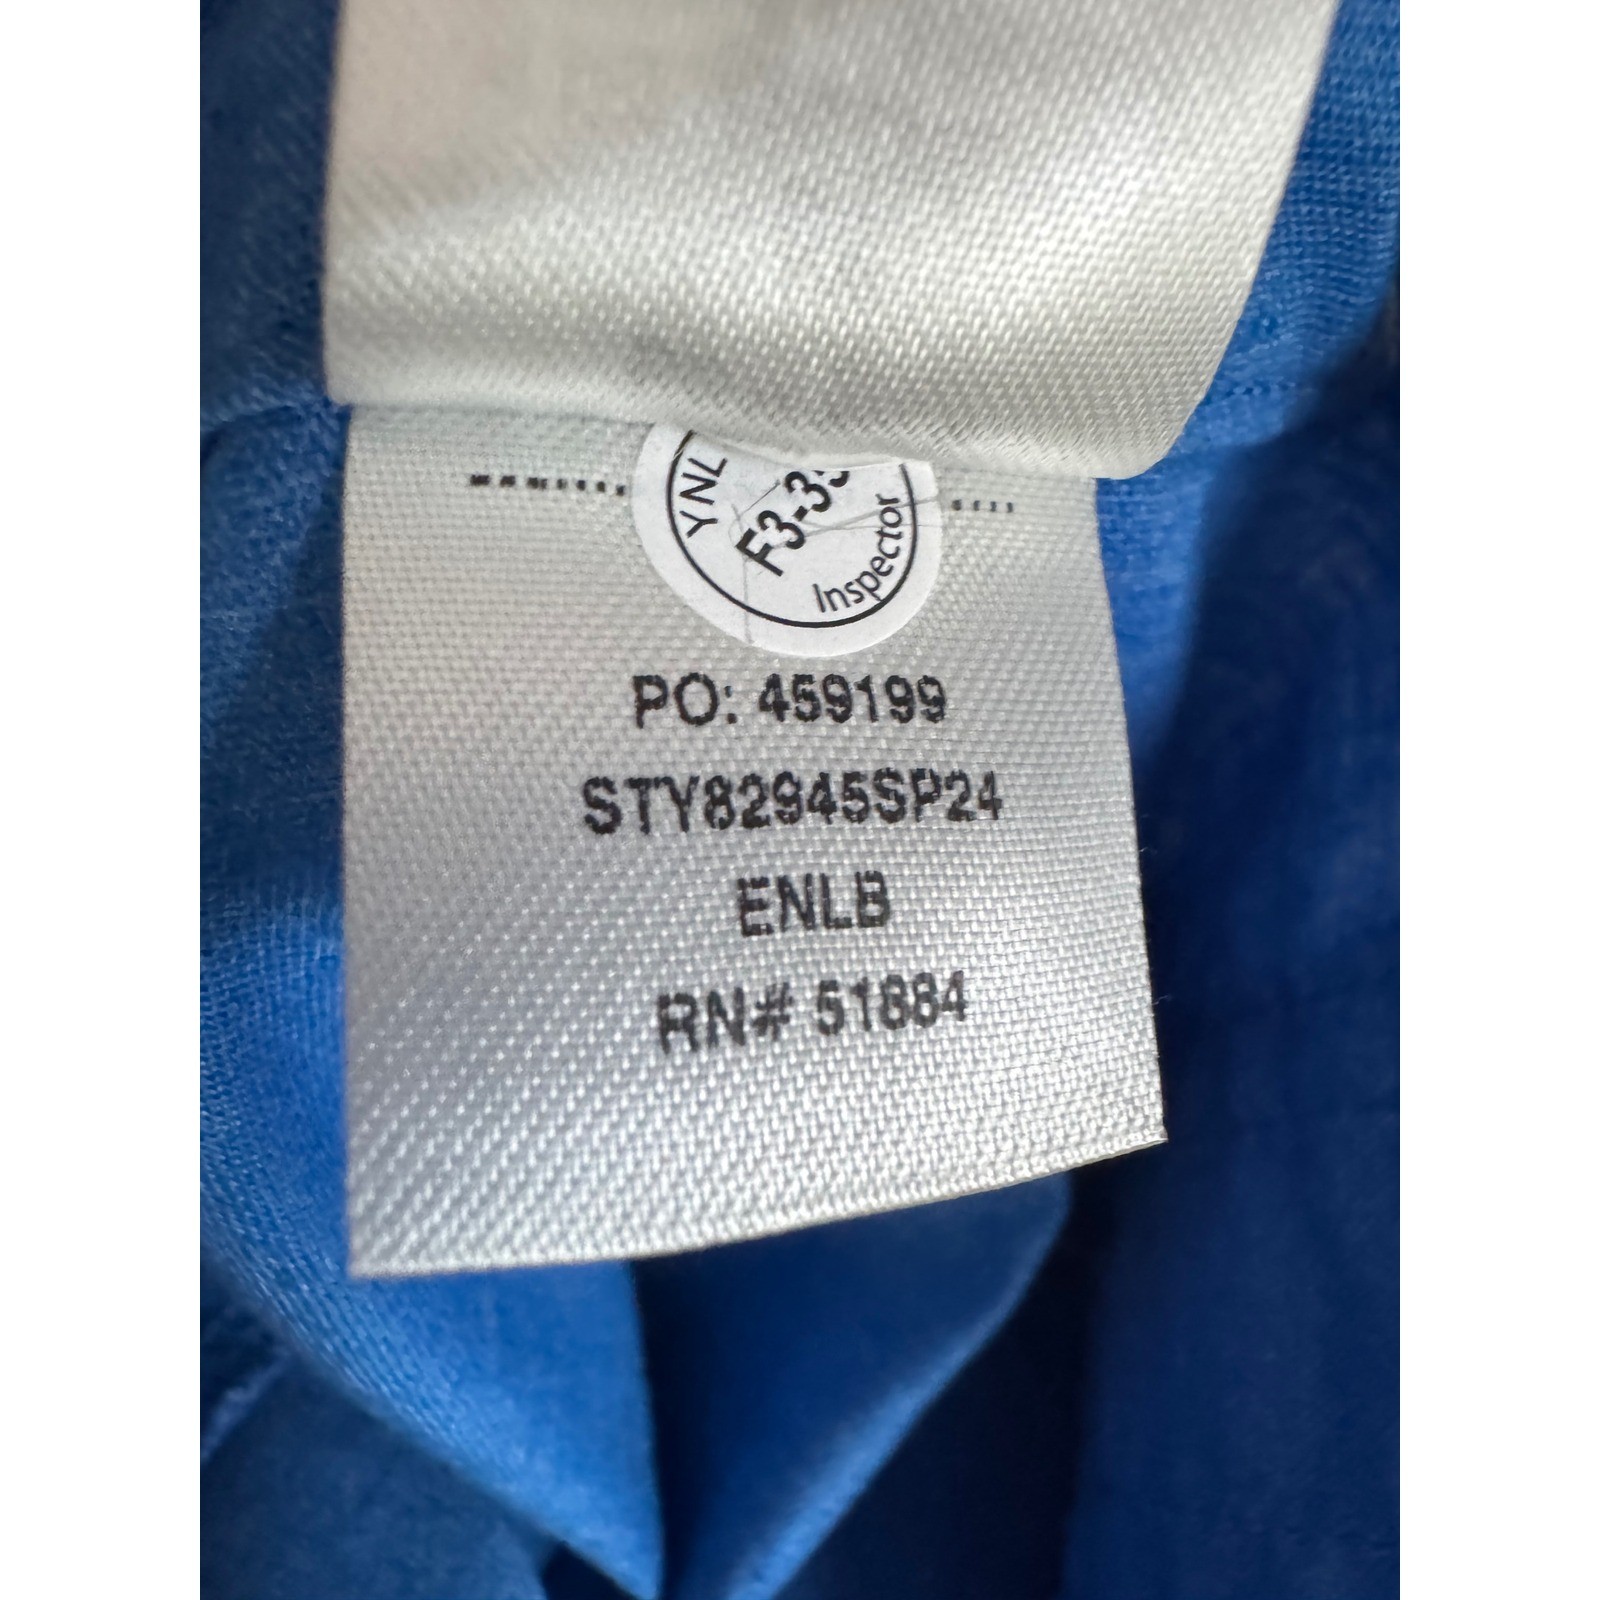 YNL
F3-3
Inspector
PO: 459199
STY82945SP24
ENLB
RN# 51884